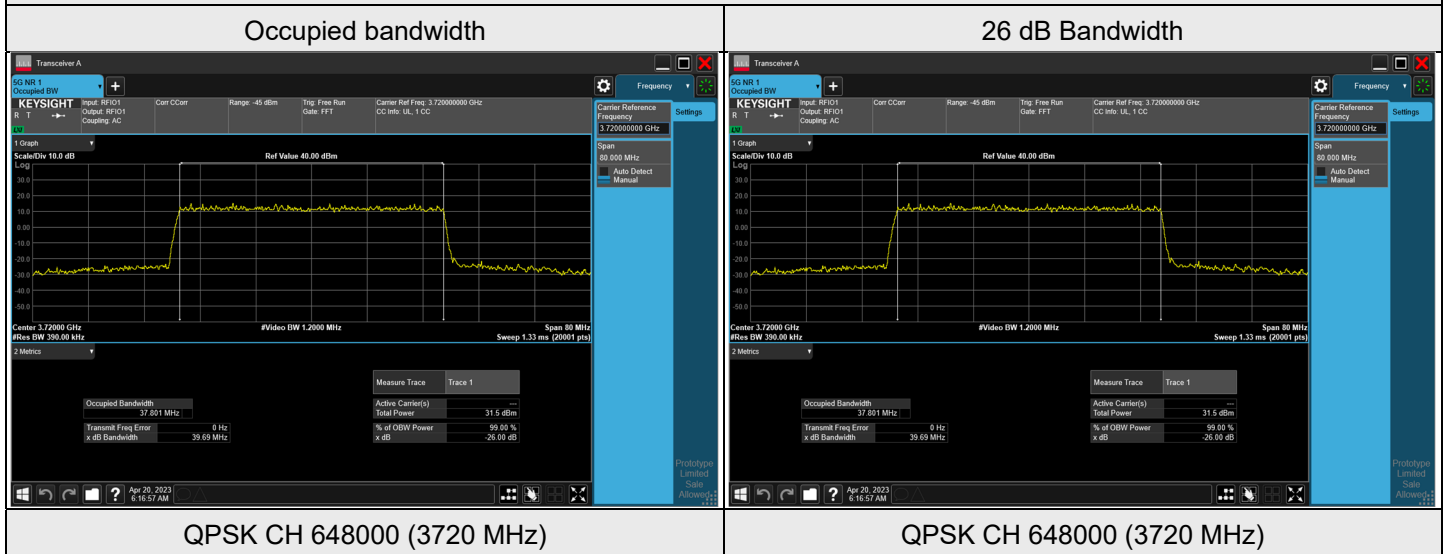 Occupied bandwidth
26 dB Bandwidth
Transceiver A
5G NR 1
Occupied BW
+
Frequency
KEYSIGHT
R T
LXI
Input: RFIO1
Output: RFIO1
Coupling: AC
Corr CCorr
Range: -45 dBm
Trig: Free Run
Gate: FFT
Carrier Ref Freq: 3.720000000 GHz
CC Info: UL, 1 CC
Carrier Reference
Frequency
3.720000000 GHz
Settings
Span
80.000 MHz
Auto Detect
Manual
1 Graph
Scale/Div 10.0 dB
Ref Value 40.00 dBm
Log
30.0
20.0
10.0
0.00
-10.0
-20.0
-30.0
-40.0
-50.0
Center 3.72000 GHz
#Video BW 1.2000 MHz
Span 80 MHz
#Res BW 390.00 kHz
Sweep 1.33 ms (20001 pts)
2 Metrics
Measure Trace Trace 1
Occupied Bandwidth
37.801 MHz
Active Carrier(s) ---
Total Power 31.5 dBm
Transmit Freq Error 0 Hz
x dB Bandwidth 39.69 MHz
% of OBW Power 99.00 %
x dB -26.00 dB
Prototype
Limited
Sale
Allowed
?
Apr 20, 2023
6:16:57 AM
Transceiver A
5G NR 1
Occupied BW
+
Frequency
KEYSIGHT
R T
LXI
Input: RFIO1
Output: RFIO1
Coupling: AC
Corr CCorr
Range: -45 dBm
Trig: Free Run
Gate: FFT
Carrier Ref Freq: 3.720000000 GHz
CC Info: UL, 1 CC
Carrier Reference
Frequency
3.720000000 GHz
Settings
Span
80.000 MHz
Auto Detect
Manual
1 Graph
Scale/Div 10.0 dB
Ref Value 40.00 dBm
Log
30.0
20.0
10.0
0.00
-10.0
-20.0
-30.0
-40.0
-50.0
Center 3.72000 GHz
#Video BW 1.2000 MHz
Span 80 MHz
#Res BW 390.00 kHz
Sweep 1.33 ms (20001 pts)
2 Metrics
Measure Trace Trace 1
Occupied Bandwidth
37.801 MHz
Active Carrier(s) ---
Total Power 31.5 dBm
Transmit Freq Error 0 Hz
x dB Bandwidth 39.69 MHz
% of OBW Power 99.00 %
x dB -26.00 dB
Prototype
Limited
Sale
Allowed
?
Apr 20, 2023
6:16:57 AM
QPSK CH 648000 (3720 MHz)
QPSK CH 648000 (3720 MHz)